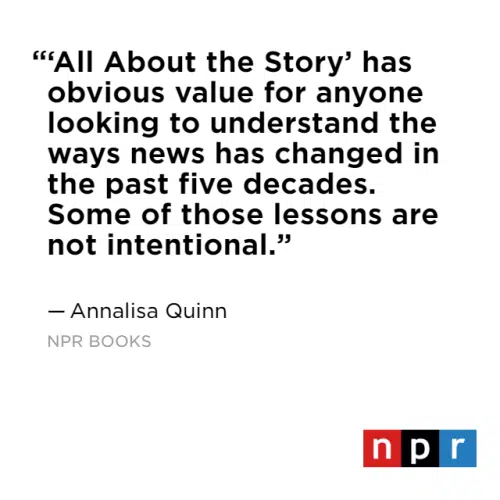 “‘All About the Story’ has
obvious value for anyone
looking to understand the
ways news has changed in
the past five decades.
Some of those lessons are
not intentional.”
— Annalisa Quinn
NPR BOOKS
npr